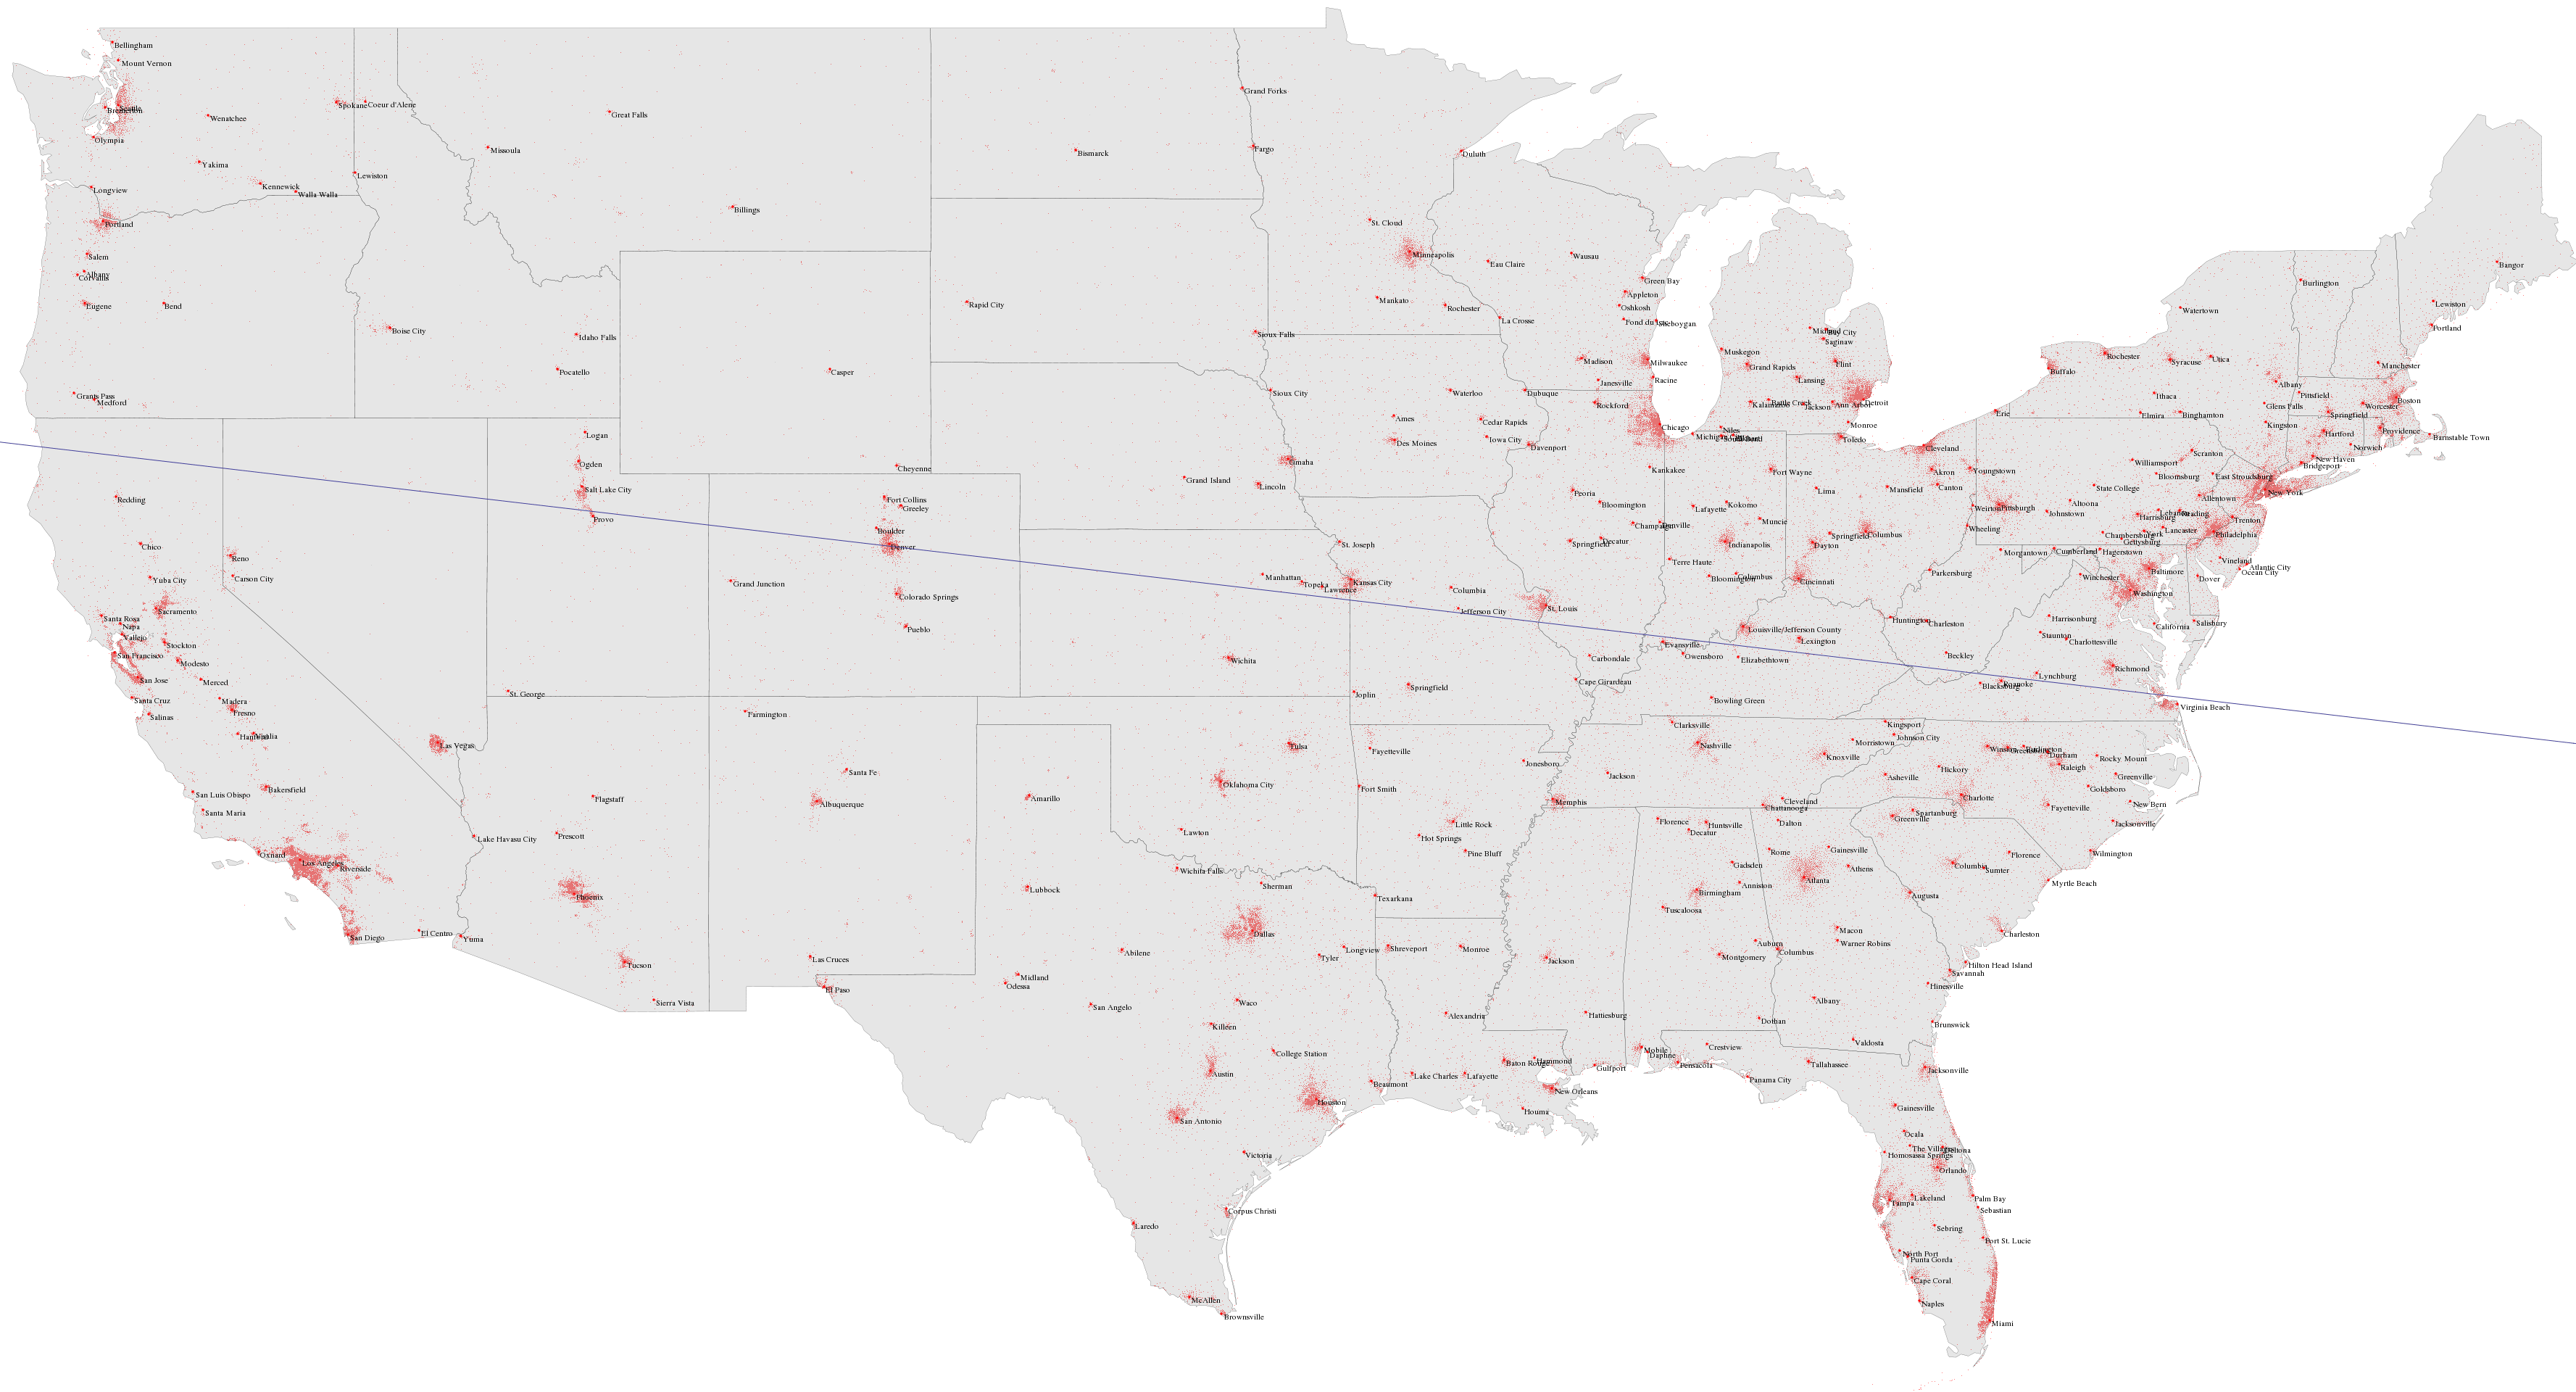 Bellingham
Mount Vernon
Seattle
Bremerton
Olympia
Wenatchee
Spokane
Coeur d'Alene
Yakima
Kennewick
Walla Walla
Lewiston
Longview
Portland
Salem
Albany
Corvallis
Eugene
Bend
Grants Pass
Medford
Great Falls
Missoula
Billings
Boise City
Idaho Falls
Pocatello
Casper
Cheyenne
Logan
Ogden
Salt Lake City
Provo
St. George
Redding
Chico
Yuba City
Reno
Carson City
Sacramento
Santa Rosa
Napa
Vallejo
Stockton
San Francisco
Modesto
San Jose
Merced
Santa Cruz
Madera
Salinas
Fresno
Hanford
Visalia
Las Vegas
Bakersfield
San Luis Obispo
Santa Maria
Oxnard
Los Angeles
Riverside
San Diego
El Centro
Yuma
Lake Havasu City
Flagstaff
Prescott
Phoenix
Tucson
Sierra Vista
Fort Collins
Greeley
Boulder
Denver
Grand Junction
Colorado Springs
Pueblo
Farmington
Santa Fe
Albuquerque
Las Cruces
El Paso
Grand Forks
Bismarck
Fargo
Rapid City
Sioux Falls
Duluth
St. Cloud
Minneapolis
Mankato
Rochester
Eau Claire
Wausau
Green Bay
Appleton
Oshkosh
Fond du Lac
Sheboygan
La Crosse
Madison
Milwaukee
Janesville
Racine
Sioux City
Waterloo
Dubuque
Ames
Cedar Rapids
Des Moines
Iowa City
Davenport
Omaha
Grand Island
Lincoln
Rockford
Chicago
Kankakee
Peoria
Bloomington
Champaign
Danville
Springfield
Decatur
St. Joseph
Manhattan
Topeka
Lawrence
Kansas City
Columbia
Jefferson City
St. Louis
Wichita
Joplin
Springfield
Carbondale
Cape Girardeau
Midland
Bay City
Saginaw
Muskegon
Grand Rapids
Flint
Lansing
Kalamazoo
Battle Creek
Jackson
Ann Arbor
Detroit
Monroe
Niles
Michigan City
South Bend
Toledo
Fort Wayne
Lafayette
Kokomo
Muncie
Indianapolis
Terre Haute
Bloomington
Columbus
Evansville
Lima
Mansfield
Cleveland
Akron
Canton
Youngstown
Springfield
Columbus
Dayton
Cincinnati
Weirton
Wheeling
Pittsburgh
Parkersburg
Morgantown
Huntington
Charleston
Beckley
Louisville/Jefferson County
Lexington
Owensboro
Elizabethtown
Bowling Green
Erie
Buffalo
Rochester
Syracuse
Utica
Watertown
Ithaca
Elmira
Binghamton
Albany
Glens Falls
Kingston
Burlington
Bangor
Lewiston
Portland
Manchester
Pittsfield
Springfield
Worcester
Boston
Hartford
Providence
Barnstable Town
Norwich
New Haven
Bridgeport
New York
Scranton
Williamsport
Bloomsburg
East Stroudsburg
State College
Allentown
Altoona
Johnstown
Harrisburg
Lebanon
Reading
Lancaster
York
Chambersburg
Gettysburg
Trenton
Philadelphia
Vineland
Atlantic City
Ocean City
Dover
Cumberland
Hagerstown
Winchester
Baltimore
Washington
California
Salisbury
Harrisonburg
Staunton
Charlottesville
Richmond
Lynchburg
Roanoke
Blacksburg
Virginia Beach
Tulsa
Oklahoma City
Lawton
Amarillo
Lubbock
Wichita Falls
Sherman
Dallas
Abilene
Midland
Odessa
San Angelo
Waco
Killeen
College Station
Austin
San Antonio
Houston
Beaumont
Victoria
Corpus Christi
Laredo
McAllen
Brownsville
Tyler
Longview
Texarkana
Fayetteville
Fort Smith
Jonesboro
Little Rock
Hot Springs
Pine Bluff
Shreveport
Monroe
Alexandria
Lake Charles
Lafayette
Baton Rouge
Hammond
New Orleans
Houma
Clarksville
Nashville
Jackson
Memphis
Knoxville
Morristown
Kingsport
Johnson City
Cleveland
Chattanooga
Jackson
Hattiesburg
Gulfport
Florence
Huntsville
Decatur
Gadsden
Anniston
Birmingham
Tuscaloosa
Auburn
Montgomery
Dothan
Mobile
Daphne
Dalton
Rome
Gainesville
Athens
Atlanta
Augusta
Macon
Warner Robins
Columbus
Albany
Valdosta
Savannah
Hinesville
Brunswick
Asheville
Hickory
Winston
Greensboro
Burlington
Durham
Raleigh
Rocky Mount
Greenville
Goldsboro
New Bern
Fayetteville
Jacksonville
Wilmington
Charlotte
Spartanburg
Greenville
Columbia
Sumter
Florence
Myrtle Beach
Charleston
Hilton Head Island
Pensacola
Crestview
Panama City
Tallahassee
Jacksonville
Gainesville
Ocala
The Villages
Deltona
Homosassa Springs
Orlando
Tampa
Lakeland
Palm Bay
Sebastian
Sebring
Port St. Lucie
North Port
Punta Gorda
Cape Coral
Naples
Miami